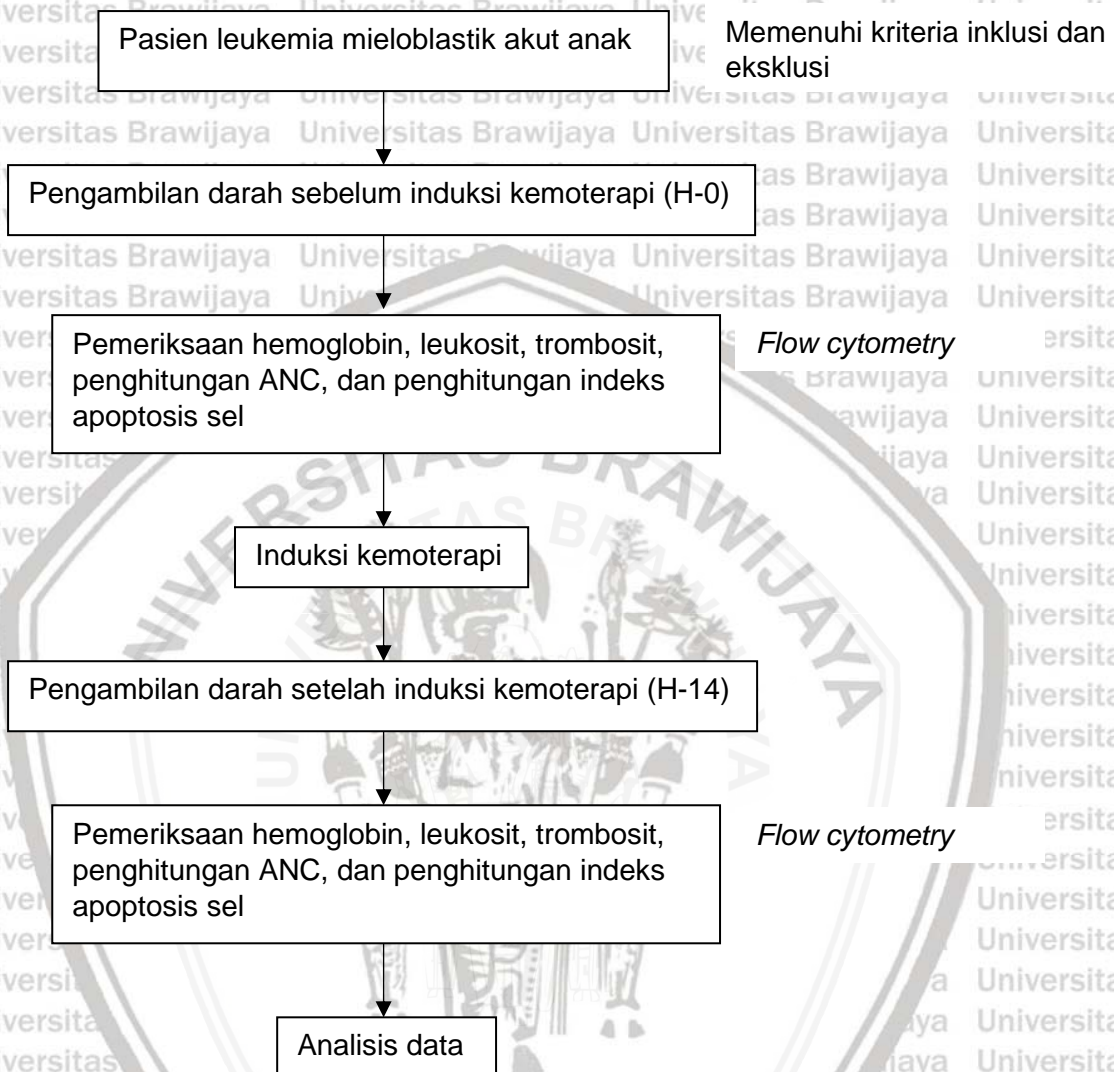 Pasien leukemia mieloblastik akut anak
Memenuhi kriteria inklusi dan
eksklusi
Pengambilan darah sebelum induksi kemoterapi (H-0)
Pemeriksaan hemoglobin, leukosit, trombosit,
penghitungan ANC, dan penghitungan indeks
apoptosis sel
Flow cytometry
Induksi kemoterapi
Pengambilan darah setelah induksi kemoterapi (H-14)
Pemeriksaan hemoglobin, leukosit, trombosit,
penghitungan ANC, dan penghitungan indeks
apoptosis sel
Flow cytometry
Analisis data